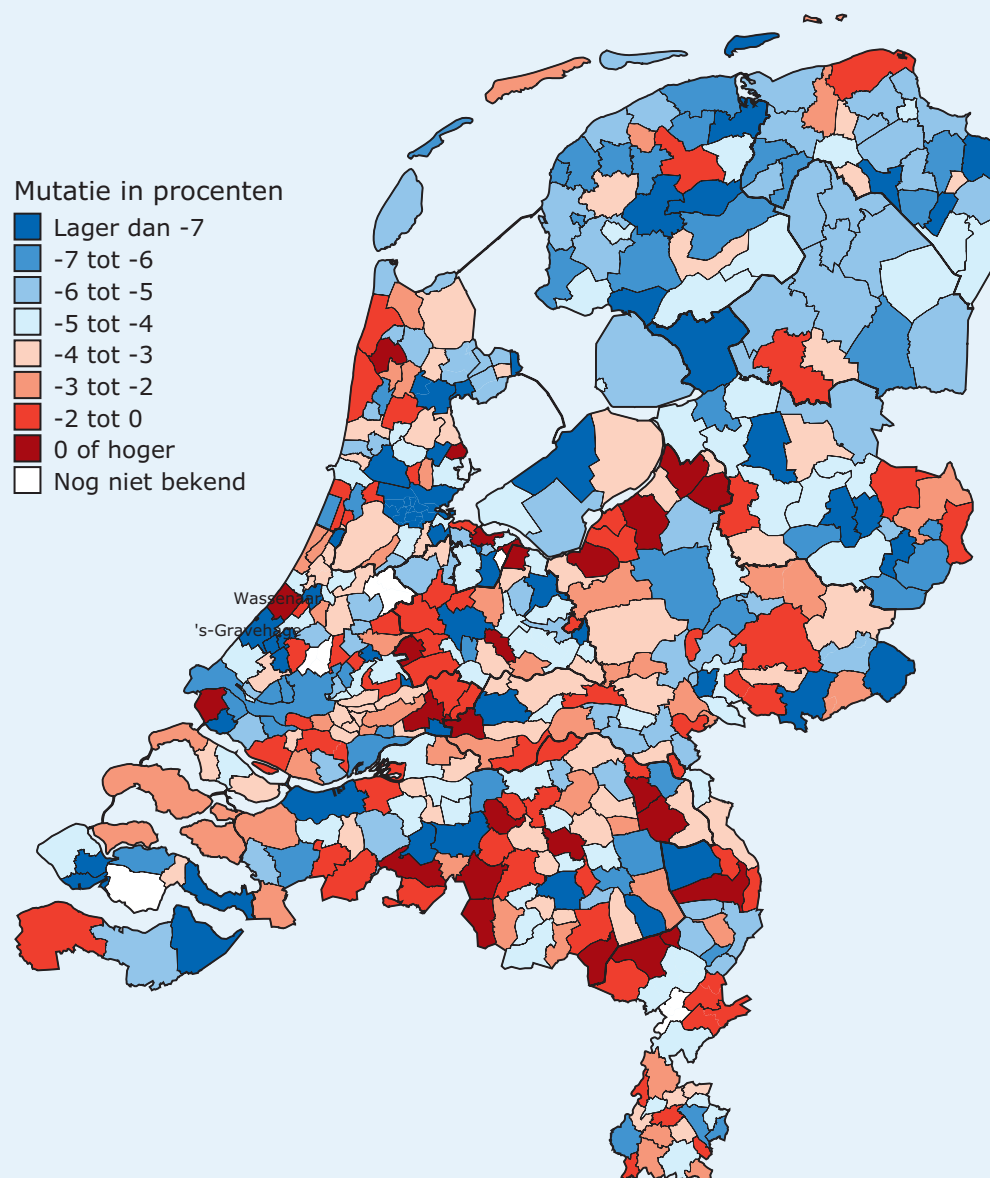 Mutatie in procenten
Lager dan -7
-7 tot -6
-6 tot -5
-5 tot -4
-4 tot -3
-3 tot -2
-2 tot 0
0 of hoger
Nog niet bekend
Wassenaar
's-Gravehage